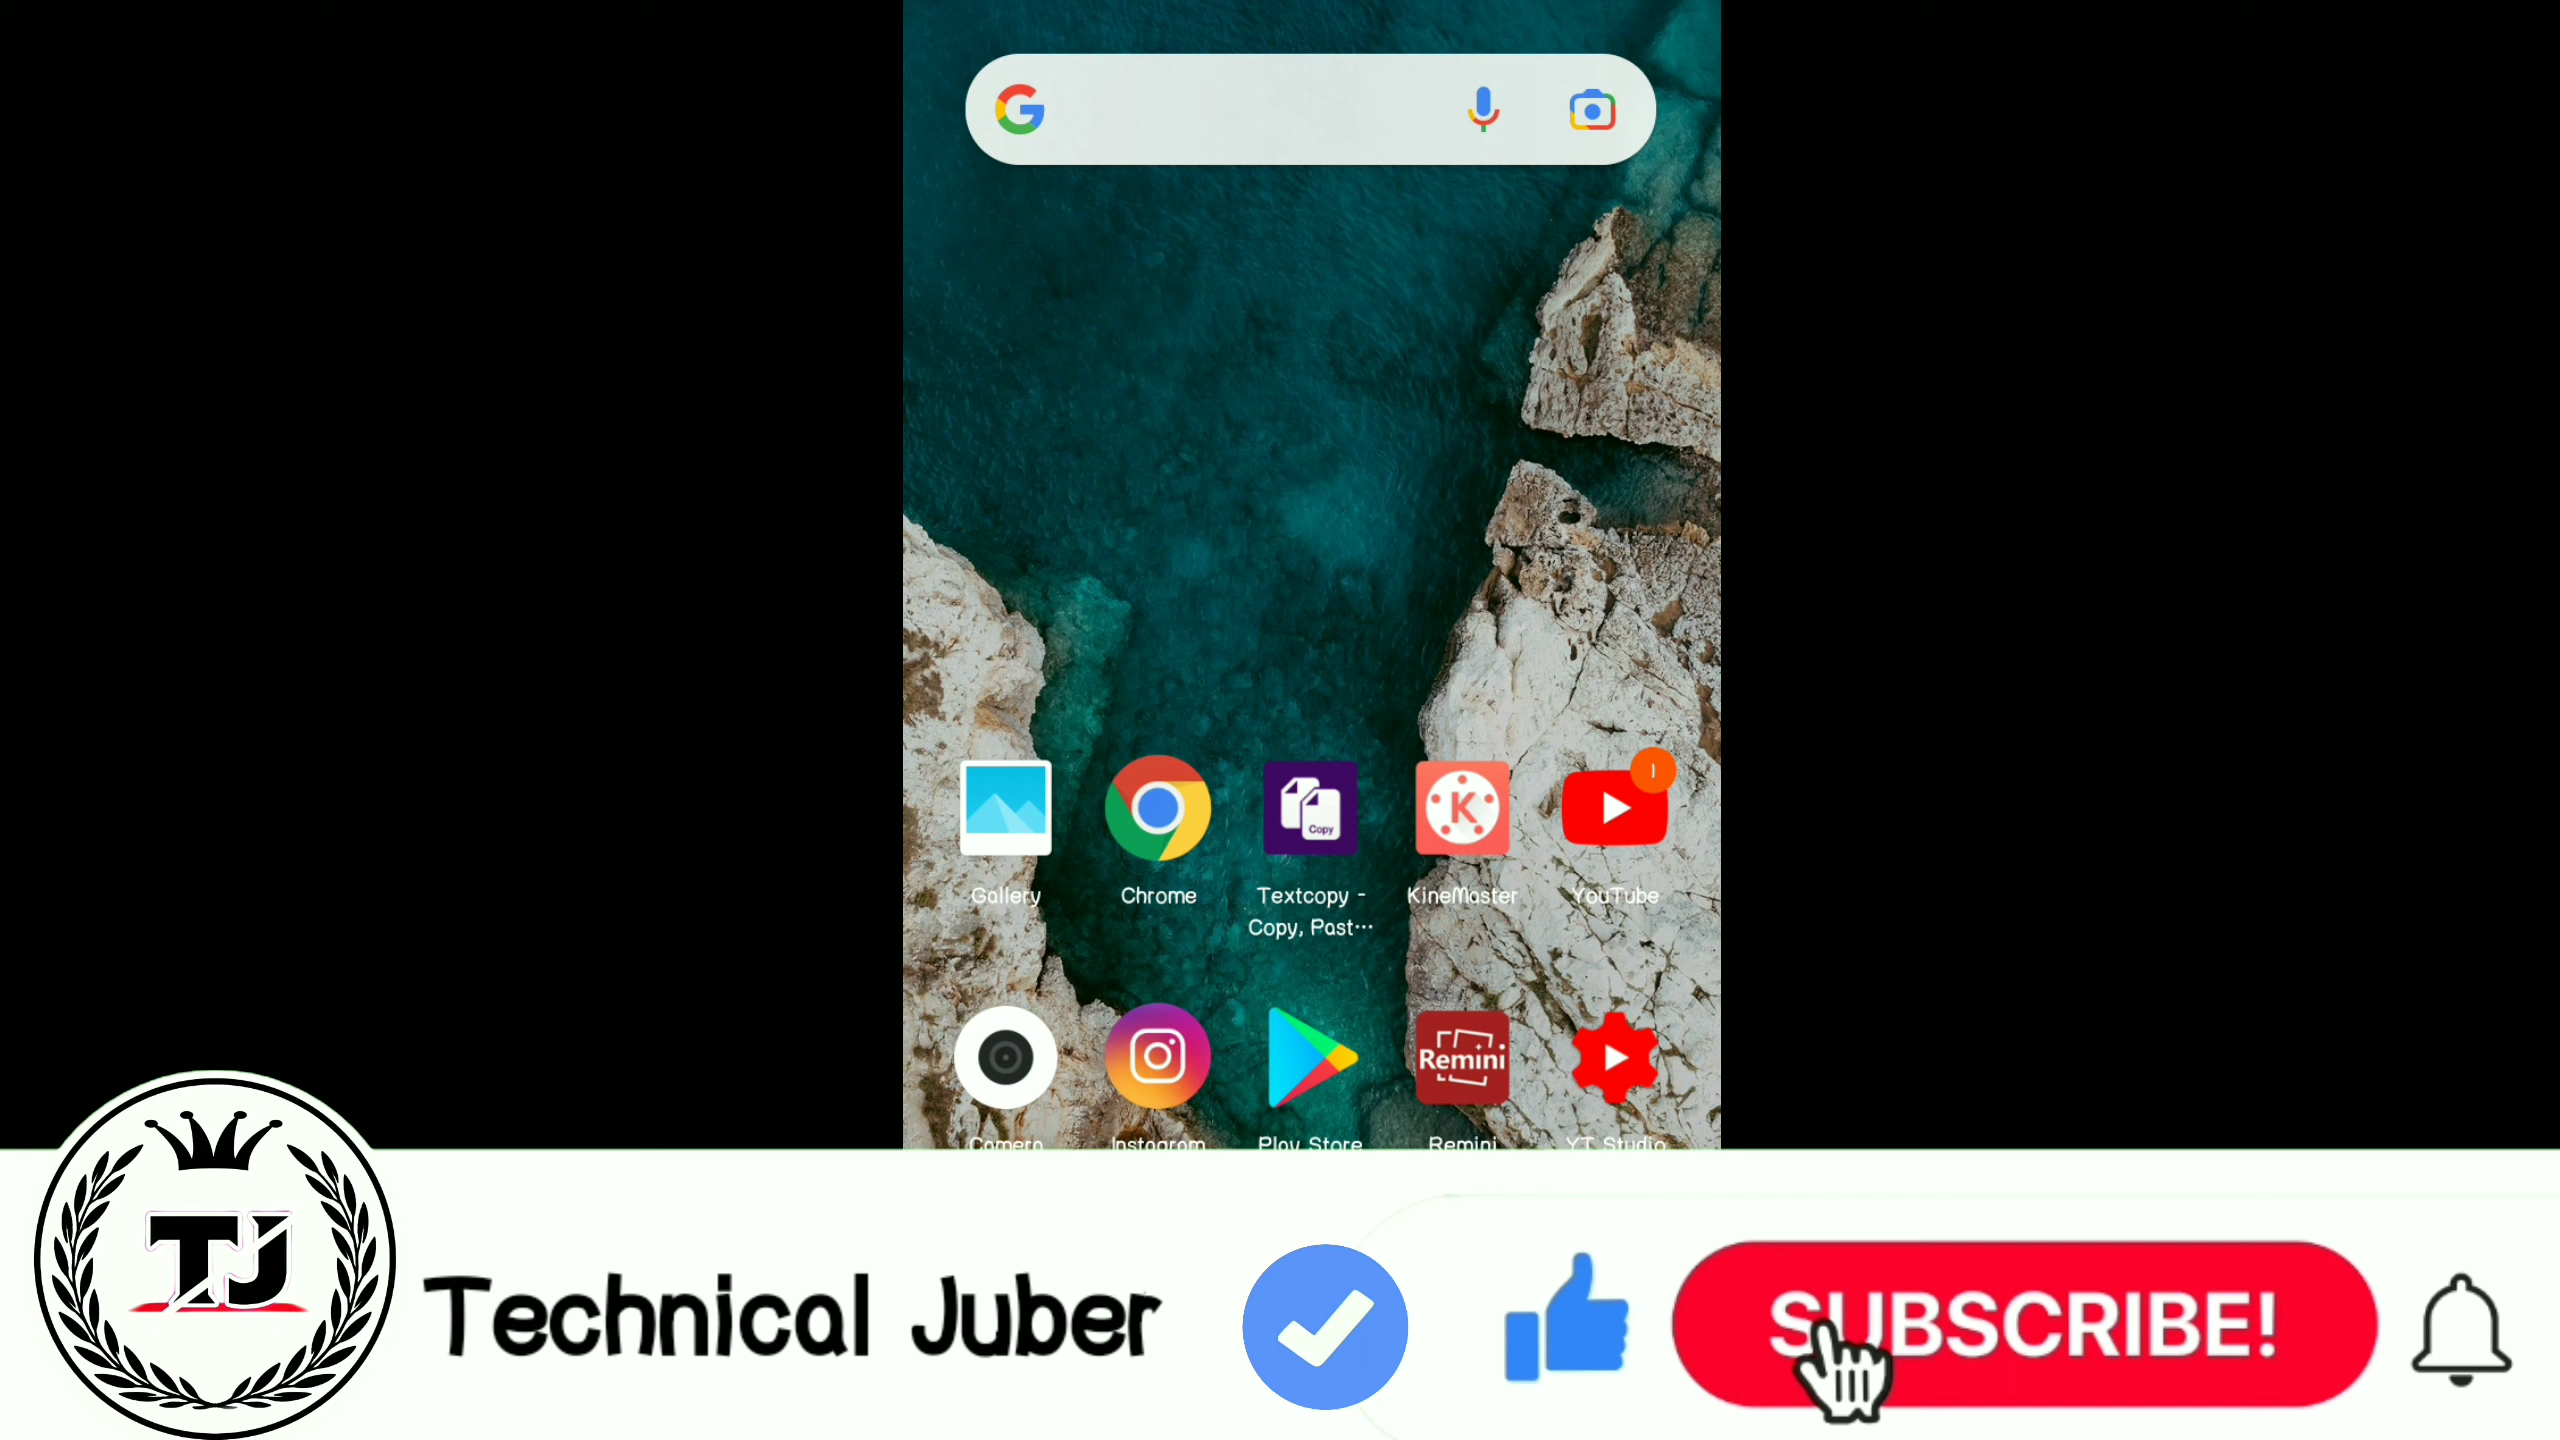 Copy
1
Gallery
Chrome
Textcopy -
Copy, Past...
KineMaster
YouTube
Remini
Camera
Instagram
Play Store
Remini
YT Studio
TJ
Technical Juber
SUBSCRIBE!